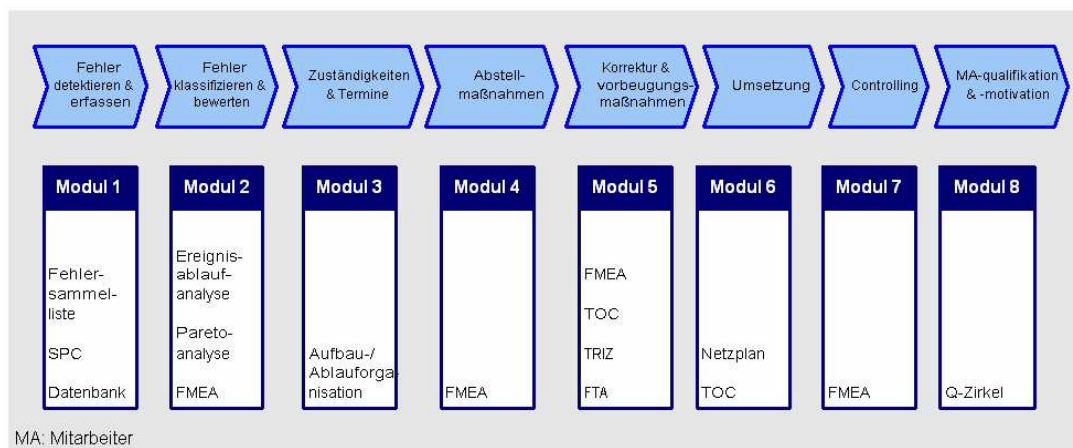 Fehler
detektieren &
erfassen
Fehler
klassifizieren &
bewerten
Zuständigkeiten
& Termine
Abstell-
maßnahmen
Korrektur &
vorbeugungs-
maßnahmen
Umsetzung
Controlling
MA-qualifikation
& -motivation
Modul 1
Fehler-
sammel-
liste
SPC
Datenbank
Modul 2
Ereignis-
ablauf-
analyse
Pareto-
analyse
FMEA
Modul 3
Aufbau-/
Ablauforga-
nisation
Modul 4
FMEA
Modul 5
FMEA
TOC
TRIZ
FTA
Modul 6
Netzplan
TOC
Modul 7
FMEA
Modul 8
Q-Zirkel
MA: Mitarbeiter